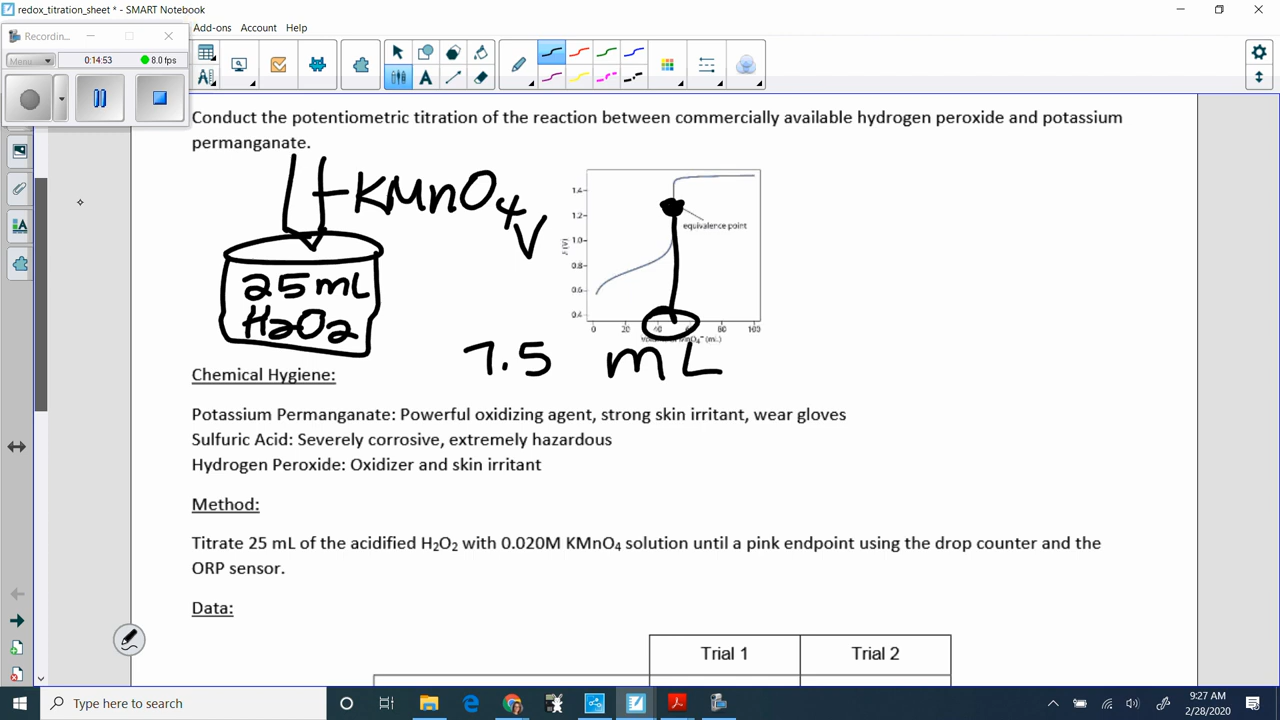 redox_titration_sheet * - SMART Notebook
Add-ons Account Help
Recordin...
Menu
0:14:53
8.0 fps
Conduct the potentiometric titration of the reaction between commercially available hydrogen peroxide and potassium
permanganate.
KMnO4
V
25 mL
H2O2
1.4
1.2
1.0
0.8
0.6
0.4
E (V)
equivalence point
0 20 40 60 80 100
7.5 mL
Chemical Hygiene:
Potassium Permanganate: Powerful oxidizing agent, strong skin irritant, wear gloves
Sulfuric Acid: Severely corrosive, extremely hazardous
Hydrogen Peroxide: Oxidizer and skin irritant
Method:
Titrate 25 mL of the acidified H₂O₂ with 0.020M KMnO₄ solution until a pink endpoint using the drop counter and the
ORP sensor.
Data:
Trial 1 Trial 2
Type here to search
9:27 AM
2/28/2020